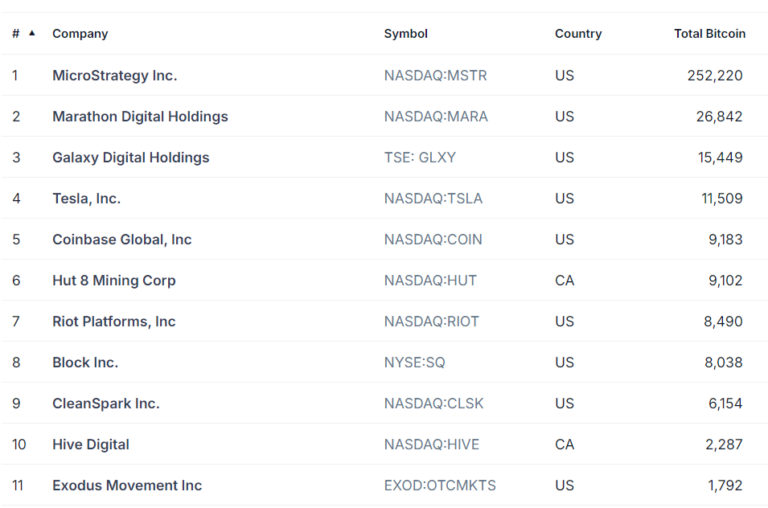 # ▲ Company Symbol Country Total Bitcoin
1 MicroStrategy Inc. NASDAQ:MSTR US 252,220
2 Marathon Digital Holdings NASDAQ:MARA US 26,842
3 Galaxy Digital Holdings TSE: GLXY US 15,449
4 Tesla, Inc. NASDAQ:TSLA US 11,509
5 Coinbase Global, Inc NASDAQ:COIN US 9,183
6 Hut 8 Mining Corp NASDAQ:HUT CA 9,102
7 Riot Platforms, Inc NASDAQ:RIOT US 8,490
8 Block Inc. NYSE:SQ US 8,038
9 CleanSpark Inc. NASDAQ:CLSK US 6,154
10 Hive Digital NASDAQ:HIVE CA 2,287
11 Exodus Movement Inc EXOD:OTCMKTS US 1,792